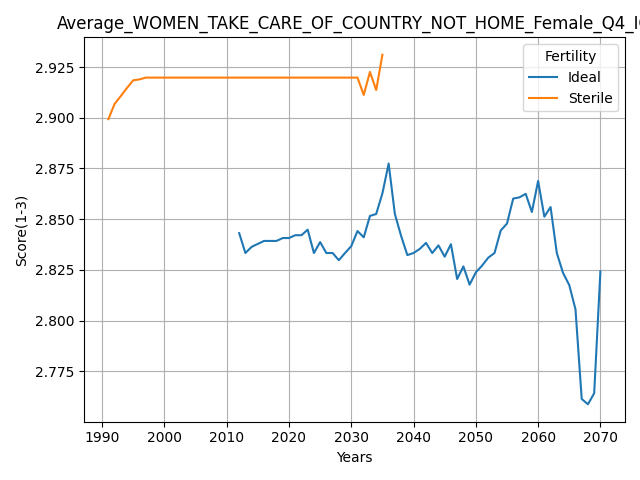 Average_WOMEN_TAKE_CARE_OF_COUNTRY_NOT_HOME_Female_Q4_I
Fertility
Ideal
Sterile
2.925
2.900
2.875
2.850
2.825
2.800
2.775
Score(1-3)
1990 2000 2010 2020 2030 2040 2050 2060 2070
Years